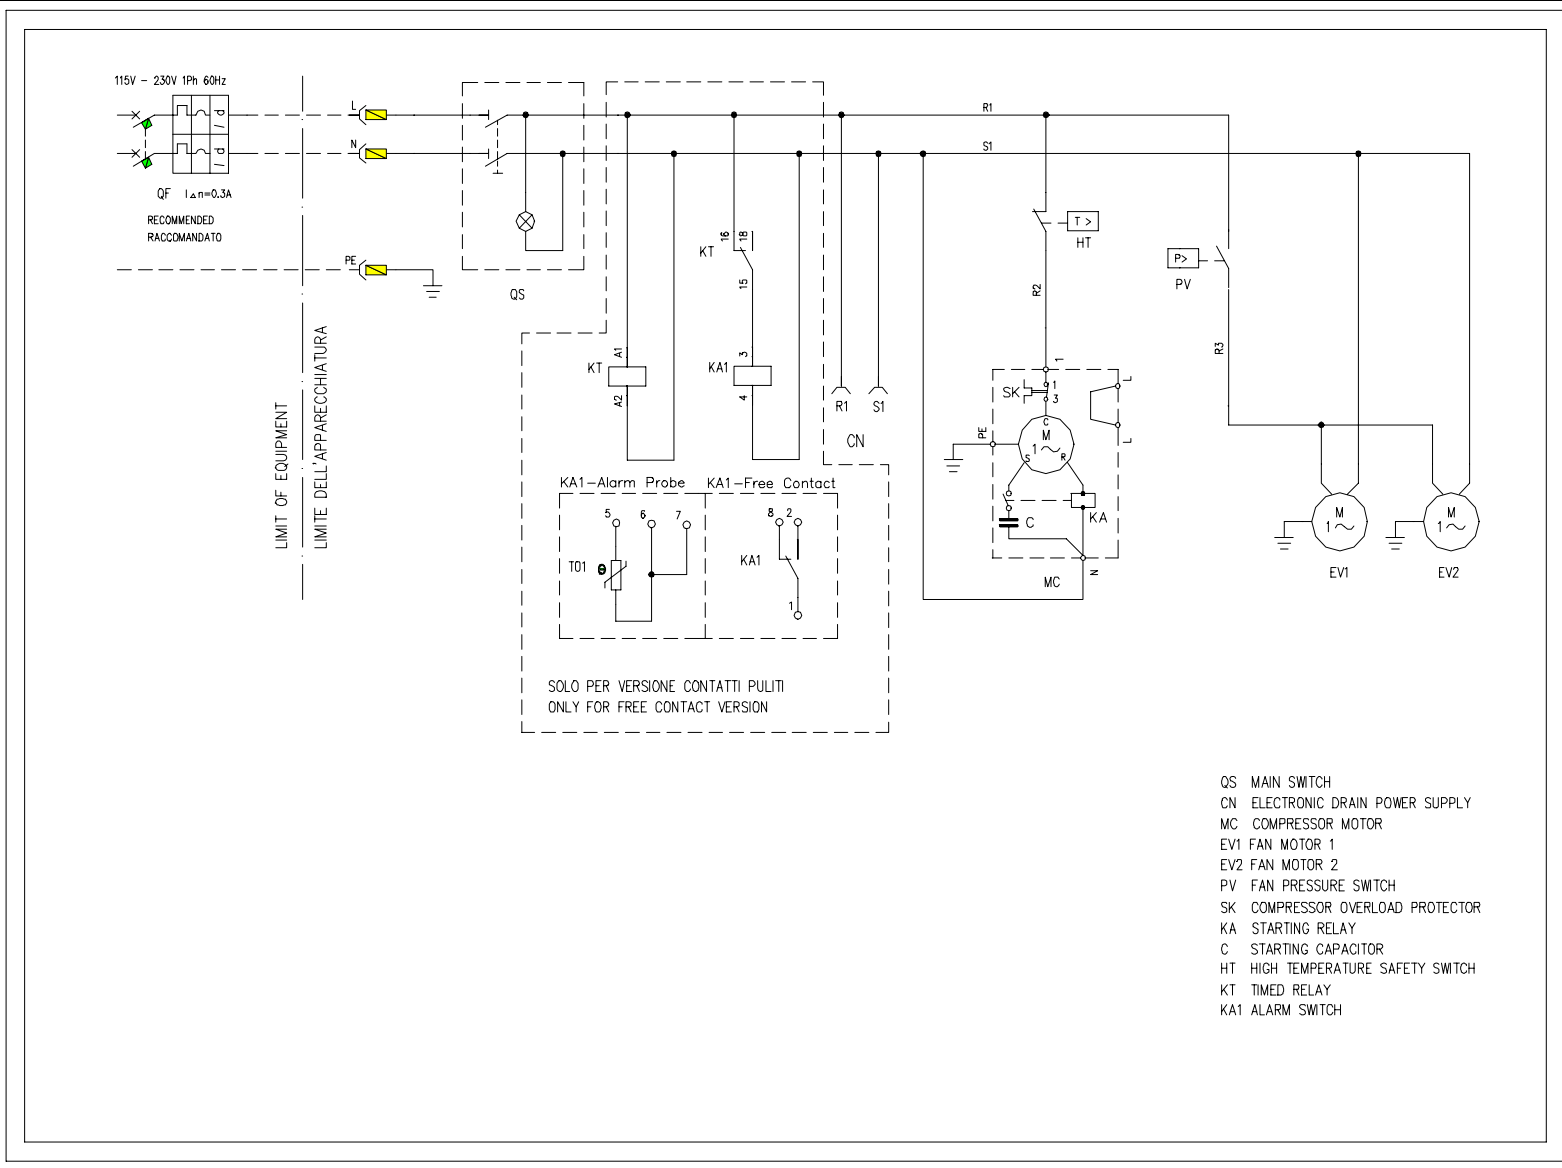 115V – 230V 1Ph 60Hz
L
N
PE
QF I△n=0.3A
RECOMMENDED
RACCOMANDATO
LIMIT OF EQUIPMENT
LIMITE DELL'APPARECCHIATURA
QS
R1
S1
KT
16
18
15
KT
A1
A2
KA1
3
4
R1
S1
CN
T >
HT
R2
P>
PV
R3
1
SK
1
3
C
M
1
S
R
PE
L
L
C
KA
MC
N
M
1
EV1
M
1
EV2
KA1–Alarm Probe
KA1–Free Contact
5
6
7
T01
θ
8
2
KA1
1
SOLO PER VERSIONE CONTATTI PULITI
ONLY FOR FREE CONTACT VERSION
QS MAIN SWITCH
CN ELECTRONIC DRAIN POWER SUPPLY
MC COMPRESSOR MOTOR
EV1 FAN MOTOR 1
EV2 FAN MOTOR 2
PV FAN PRESSURE SWITCH
SK COMPRESSOR OVERLOAD PROTECTOR
KA STARTING RELAY
C STARTING CAPACITOR
HT HIGH TEMPERATURE SAFETY SWITCH
KT TIMED RELAY
KA1 ALARM SWITCH